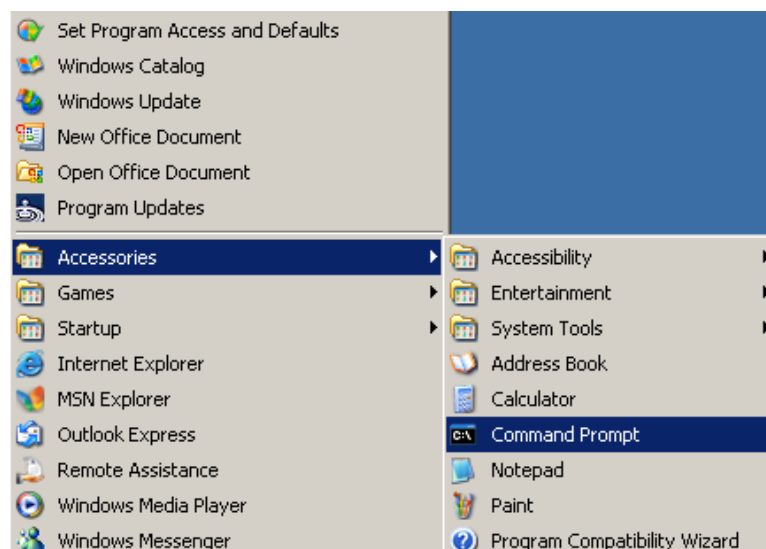 Set Program Access and Defaults
Windows Catalog
Windows Update
New Office Document
Open Office Document
Program Updates
Accessories
Games
Startup
Internet Explorer
MSN Explorer
Outlook Express
Remote Assistance
Windows Media Player
Windows Messenger
Accessibility
Entertainment
System Tools
Address Book
Calculator
C:\
Command Prompt
Notepad
Paint
Program Compatibility Wizard